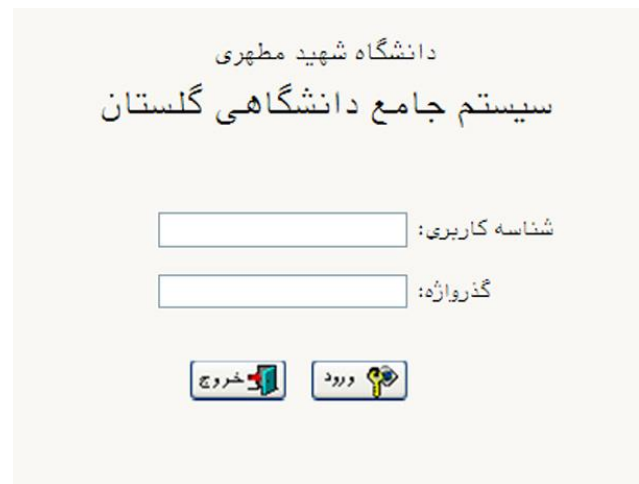 دانشگاه شهید مطهری
سیستم جامع دانشگاهی گلستان
شناسه کاربری:
گذرواژه:
ورود
خروج